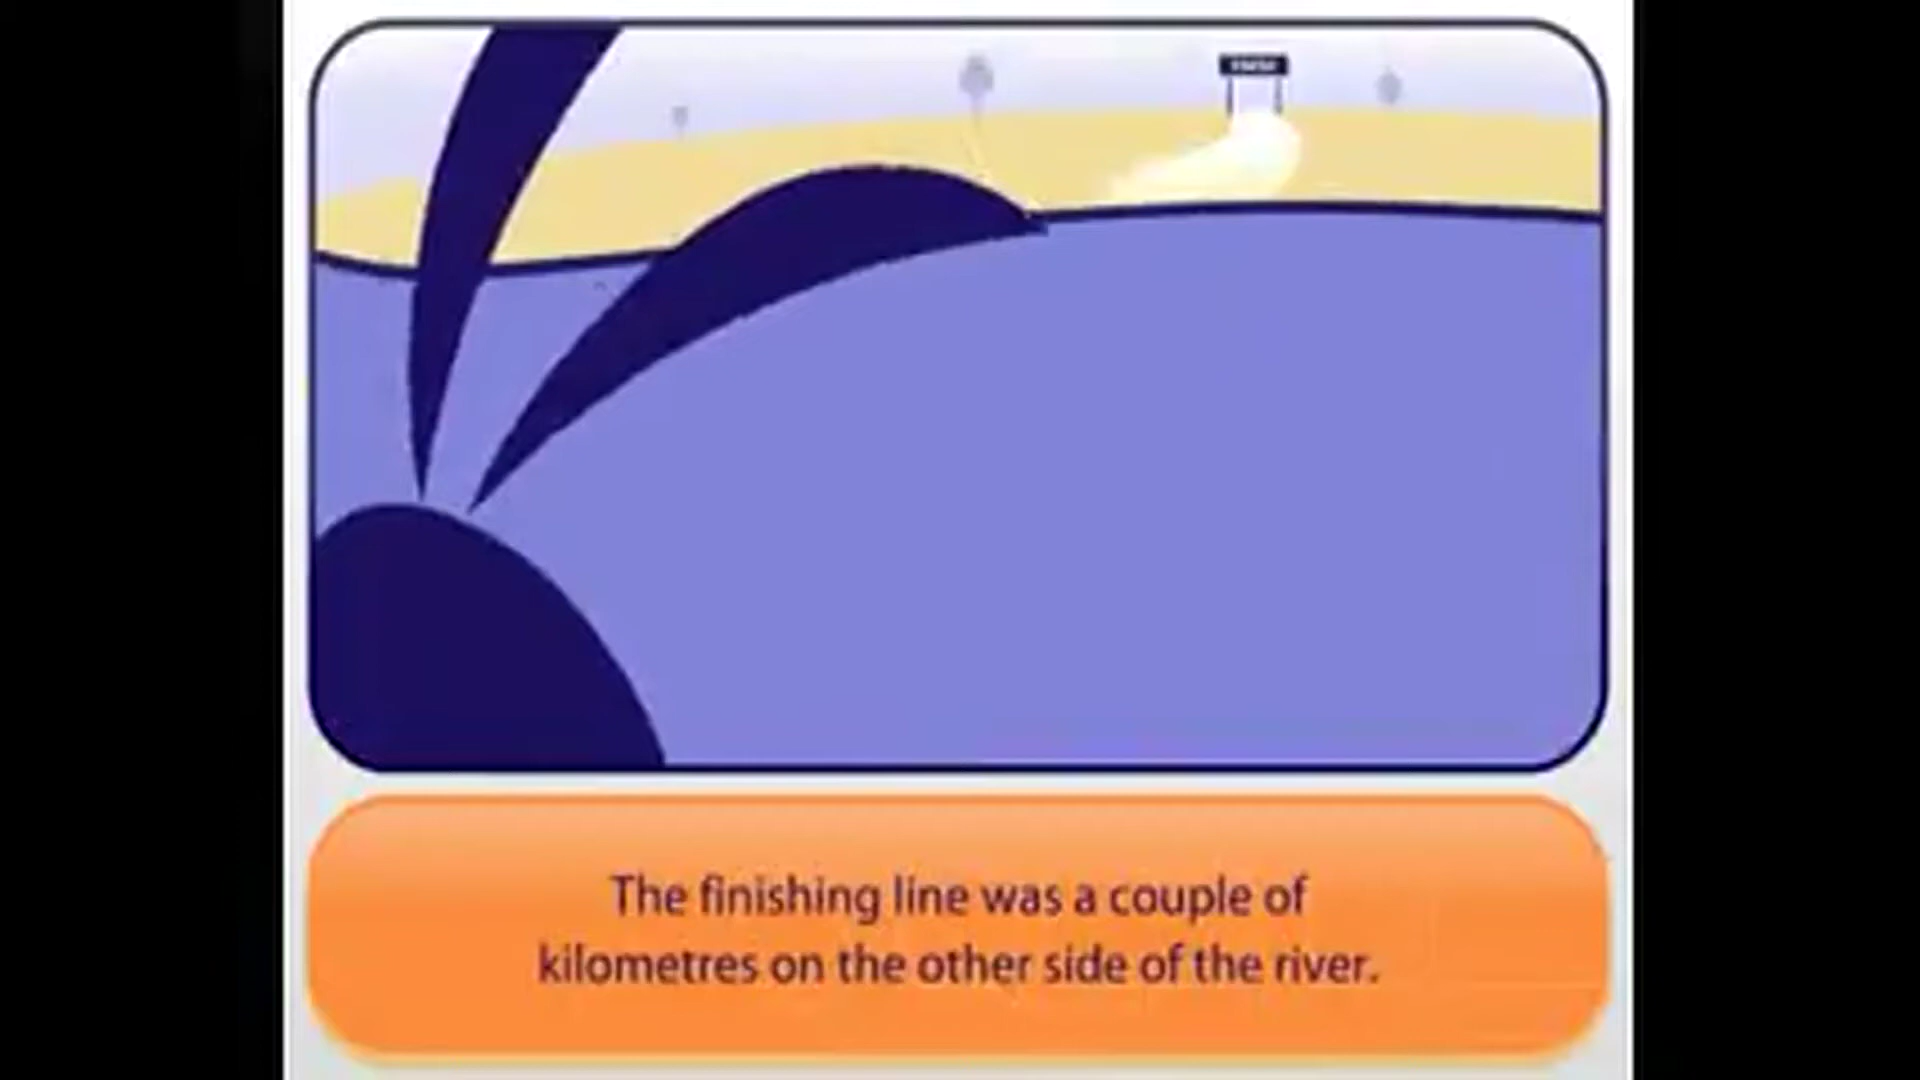 The finishing line was a couple of
kilometres on the other side of the river.